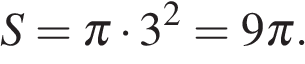 S = π · 3² = 9π.